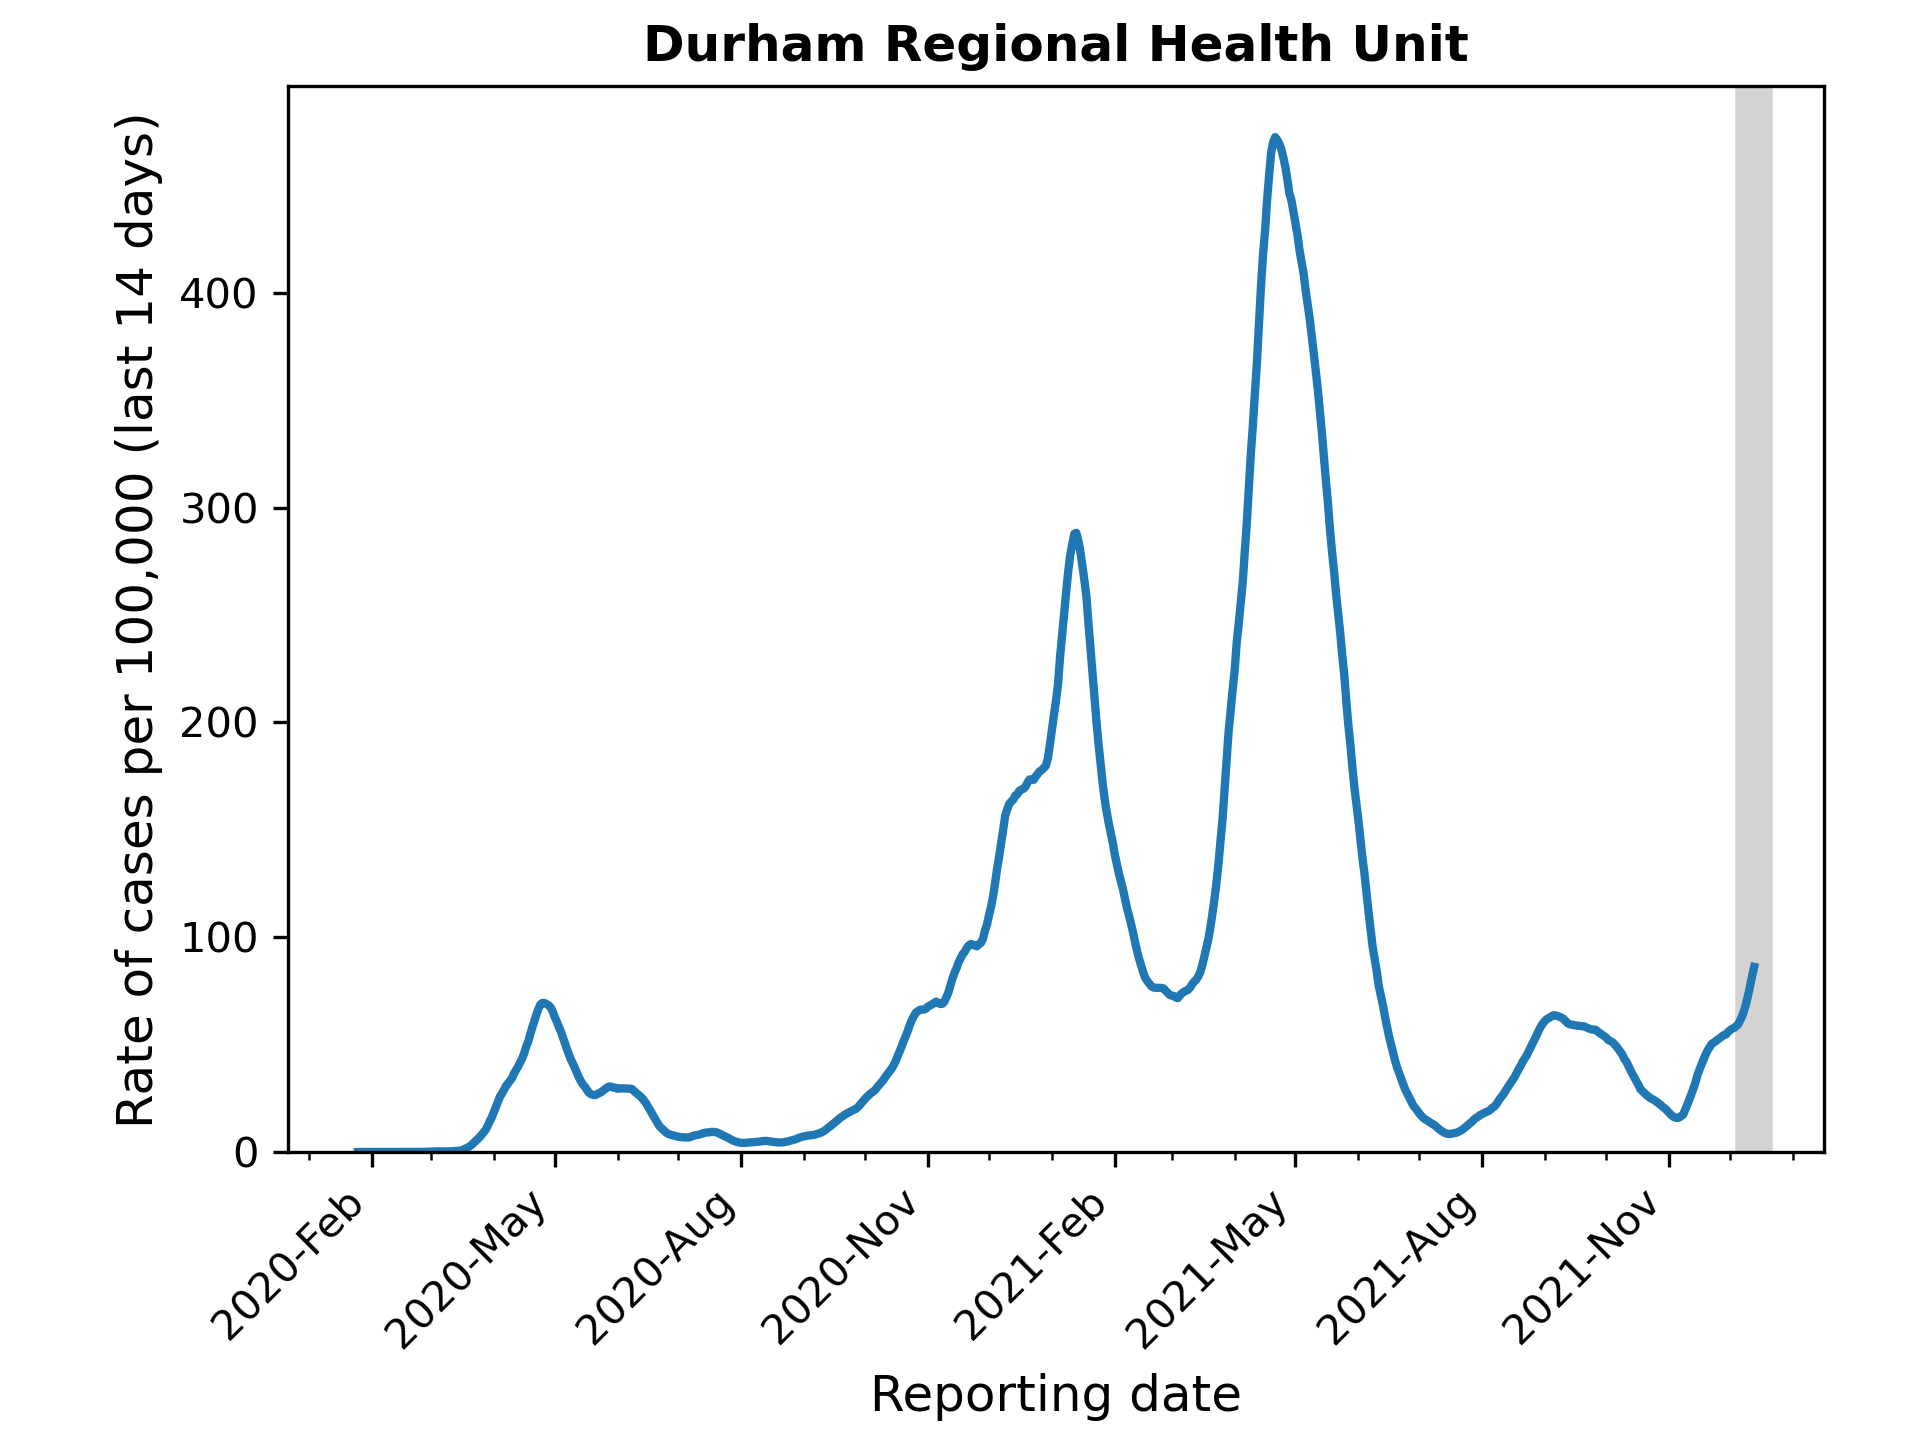 Durham Regional Health Unit
Rate of cases per 100,000 (last 14 days)
400
300
200
100
0
2020-Feb
2020-May
2020-Aug
2020-Nov
2021-Feb
2021-May
2021-Aug
2021-Nov
Reporting date